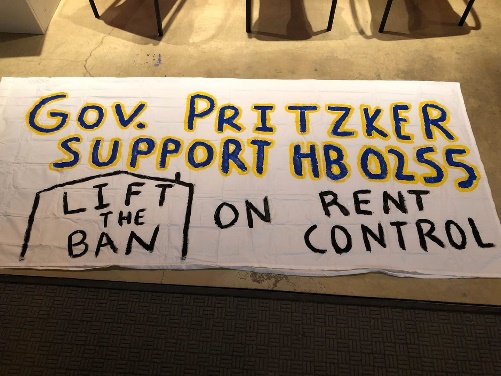 GOV. PRITZKER
SUPPORT HB 0255
LIFT
THE
BAN
ON
RENT
CONTROL